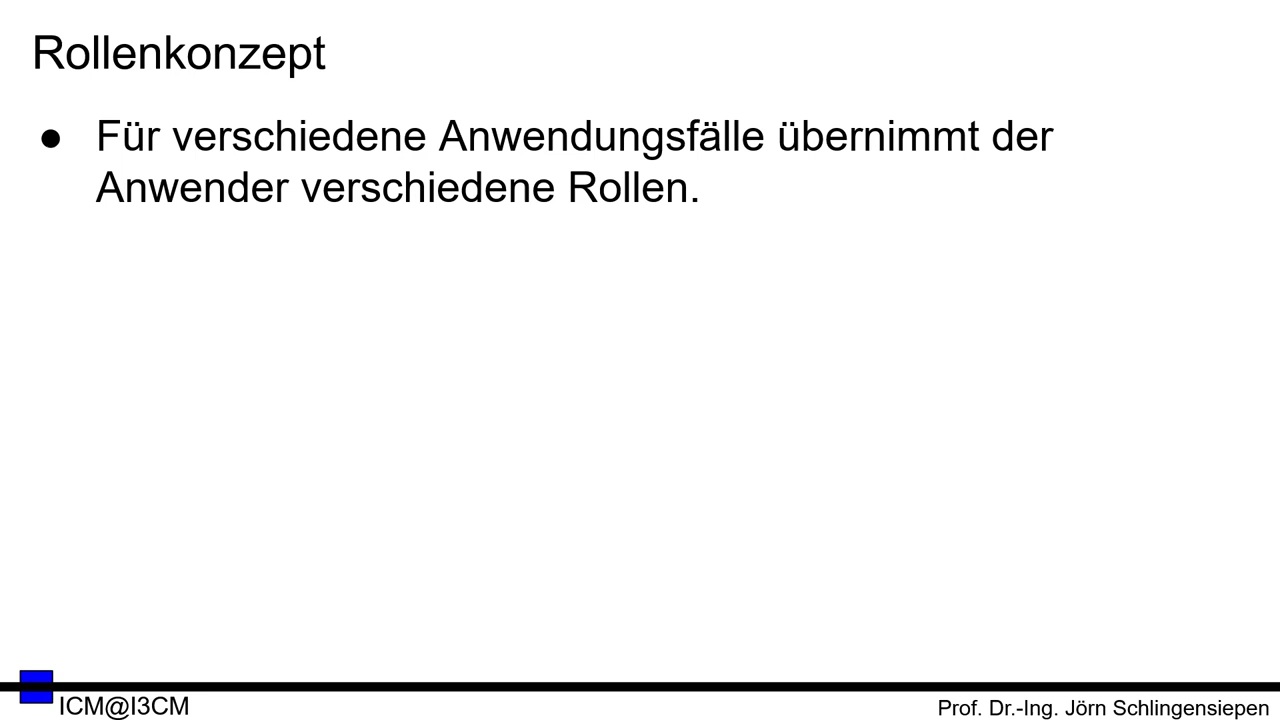 Rollenkonzept
● Für verschiedene Anwendungsfälle übernimmt der
Anwender verschiedene Rollen.
ICM@I3CM
Prof. Dr.-Ing. Jörn Schlingensiepen